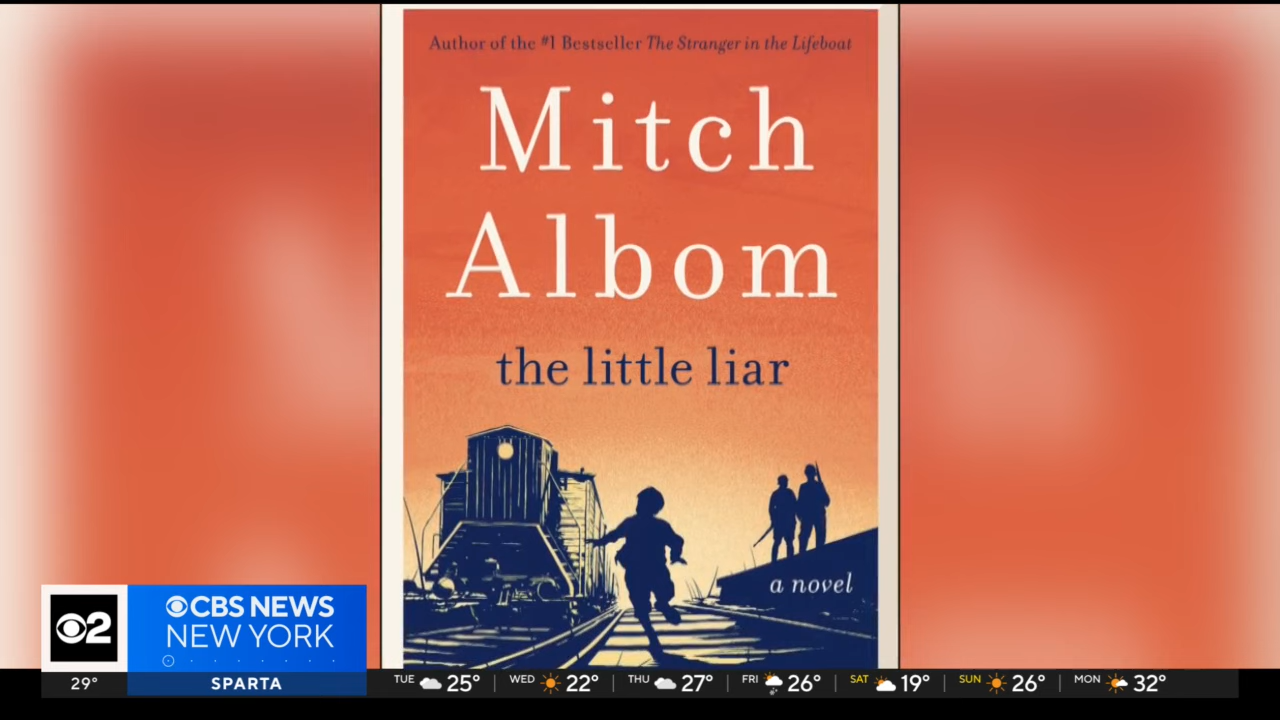 Author of the #1 Bestseller The Stranger in the Lifeboat
Mitch
Albom
the little liar
a novel
2
CBS NEWS
NEW YORK
29°
SPARTA
TUE 25° WED 22° THU 27° FRI 26° SAT 19° SUN 26° MON 32°